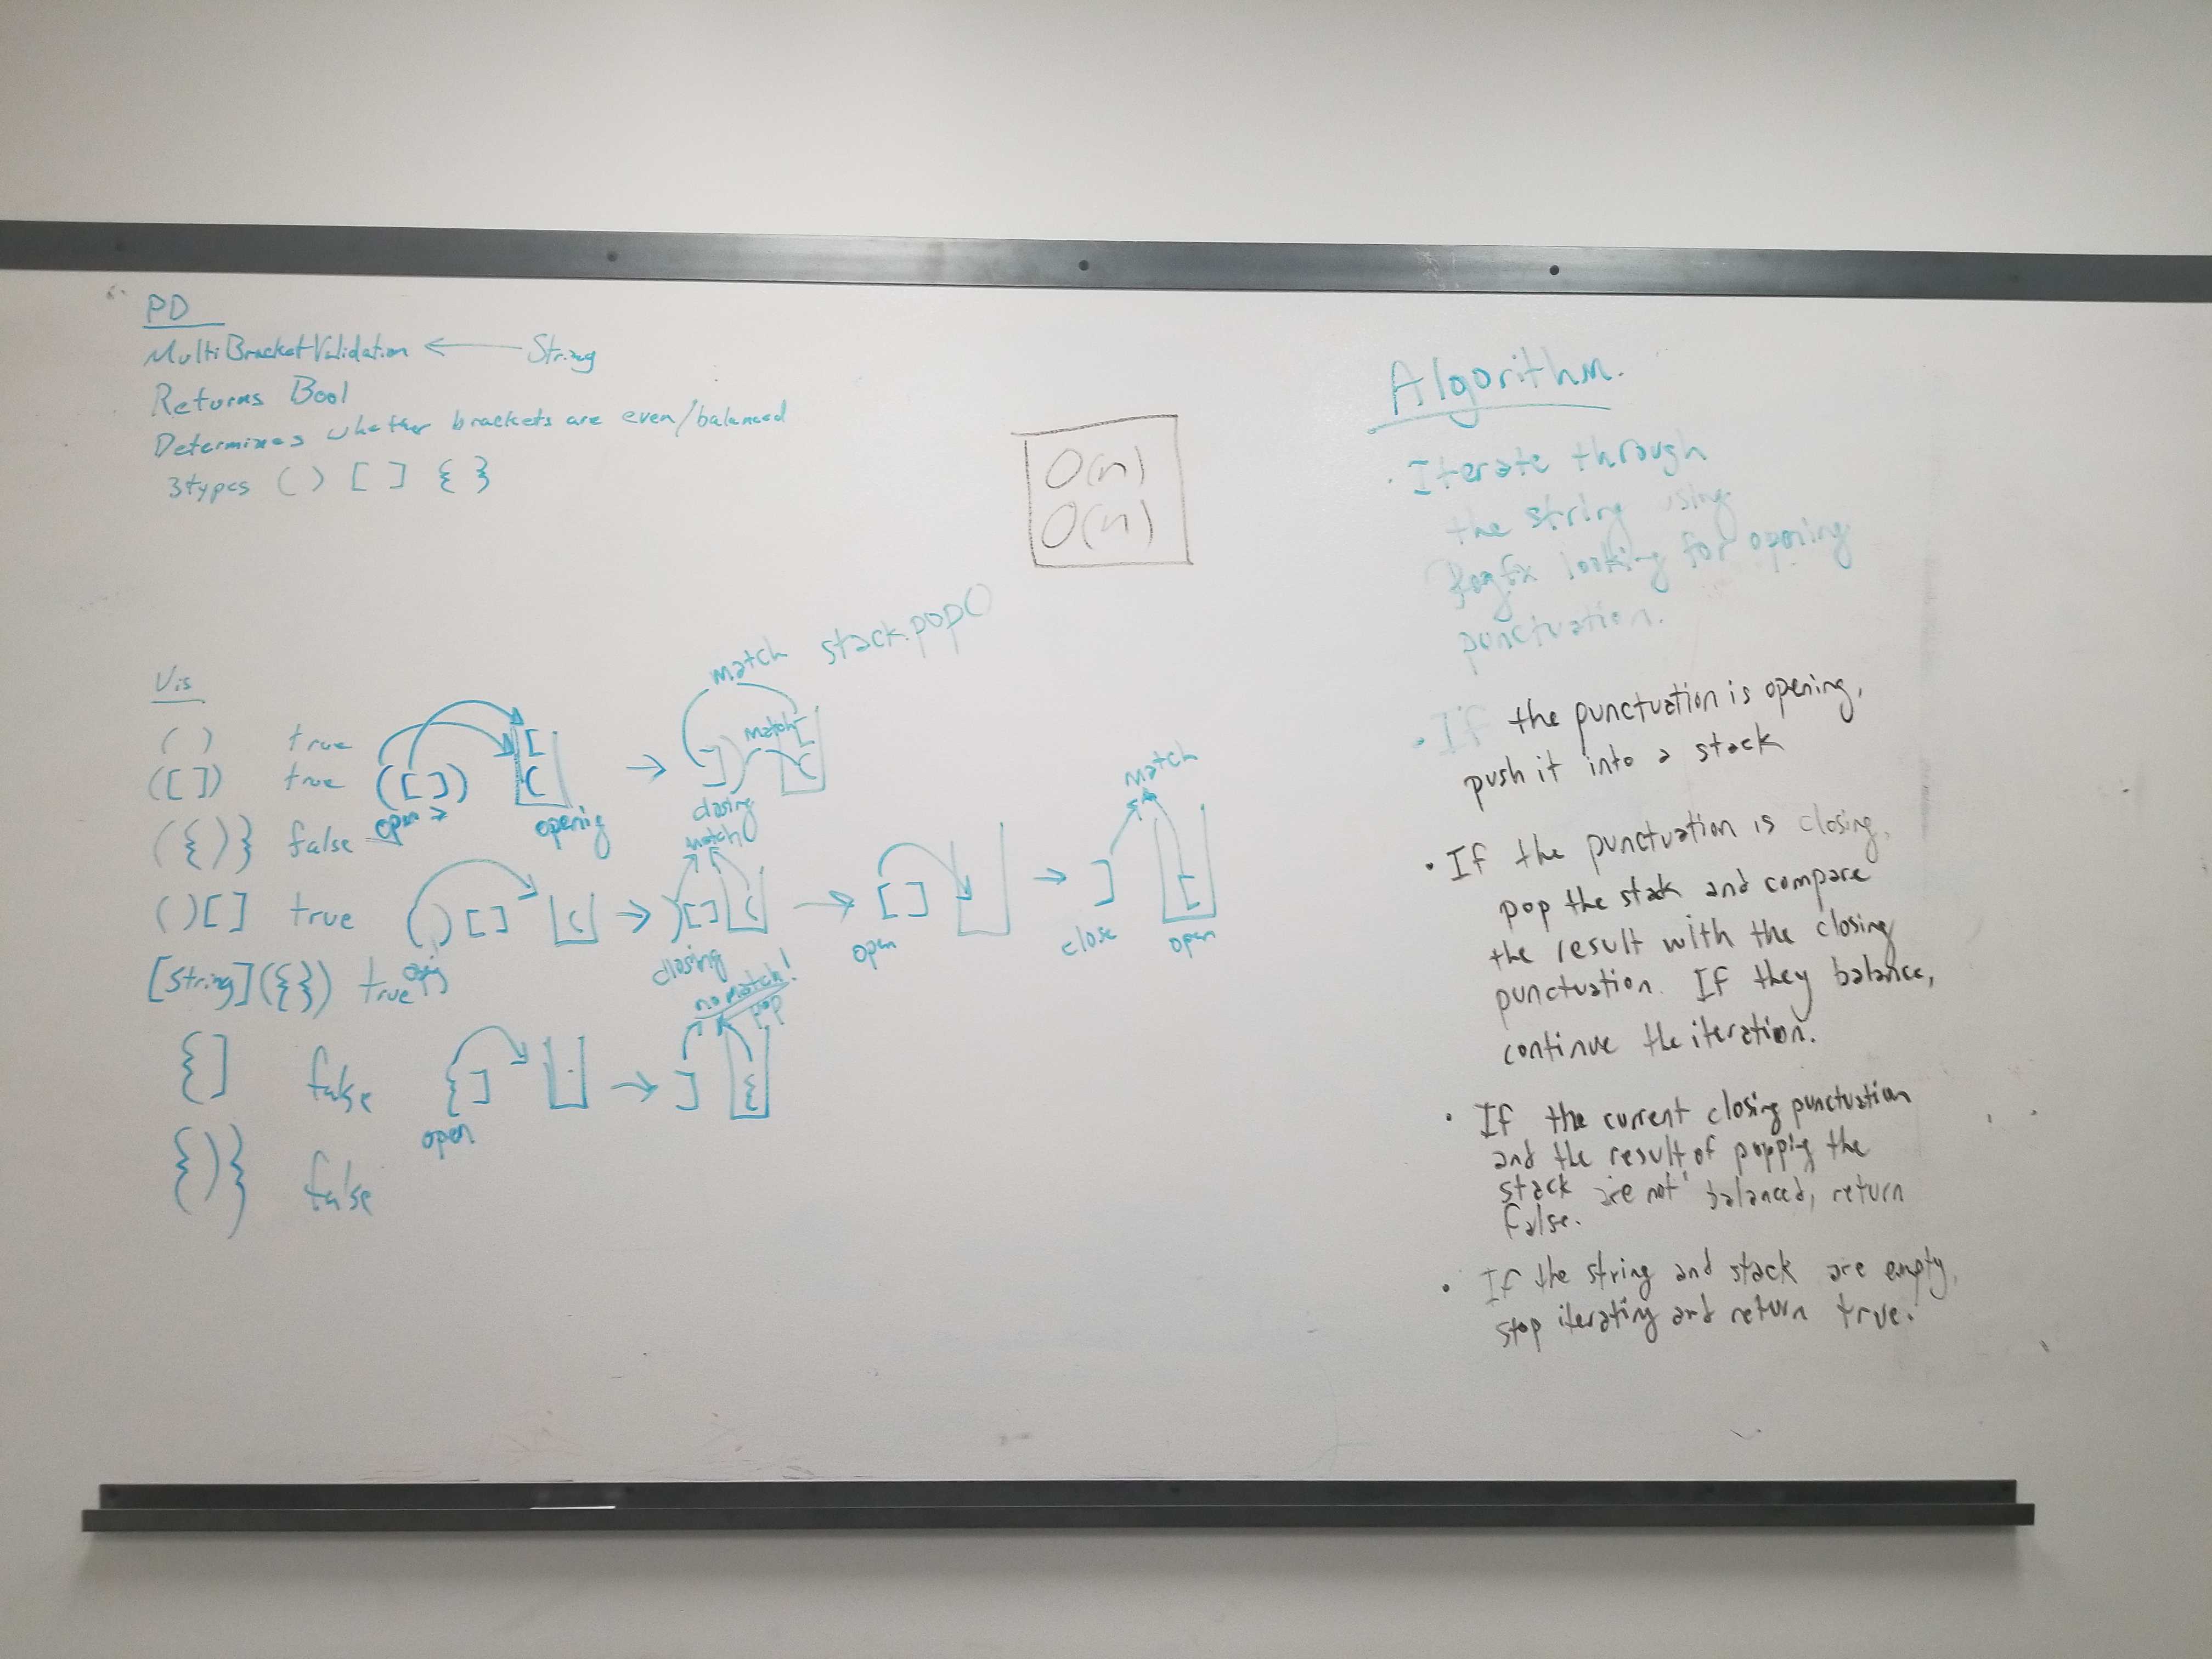 PD
MultiBracketValidation ← String
Returns Bool
Determines whether brackets are even/balanced
3 types ( ) [ ] { }
O(n)
O(n)
Vis
( ) true
([]) true
({)} false
()[] true
[String]({}) true
{] false
{)} false
match stack.pop()
([])
open
[
(
opening
→
])
match
[
(
closing
match
()[]
(
→
)[]
(
closing
→
[]
open
→
]
close
match
[
open
{]
open
→
]
no match!
pop
{
Algorithm.
· Iterate through
the string using
looking for opening
punctuation.
· If the punctuation is opening,
push it into a stack
· If the punctuation is closing,
pop the stak and compare
the result with the closing
punctuation. If they balance,
continue the iteration.
· If the current closing punctuation
and the result of popping the
stack are not balanced, return
false.
· If the string and stack are empty,
stop iterating and return true.